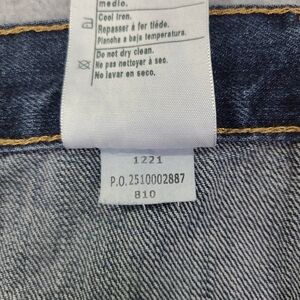 medio.
Cool iron.
Repasser à fer tiède.
Planche a baja temperatura.
Do not dry clean.
Ne pas nettoyer à sec.
No lavar en seco.
1221
P.O.2510002887
810